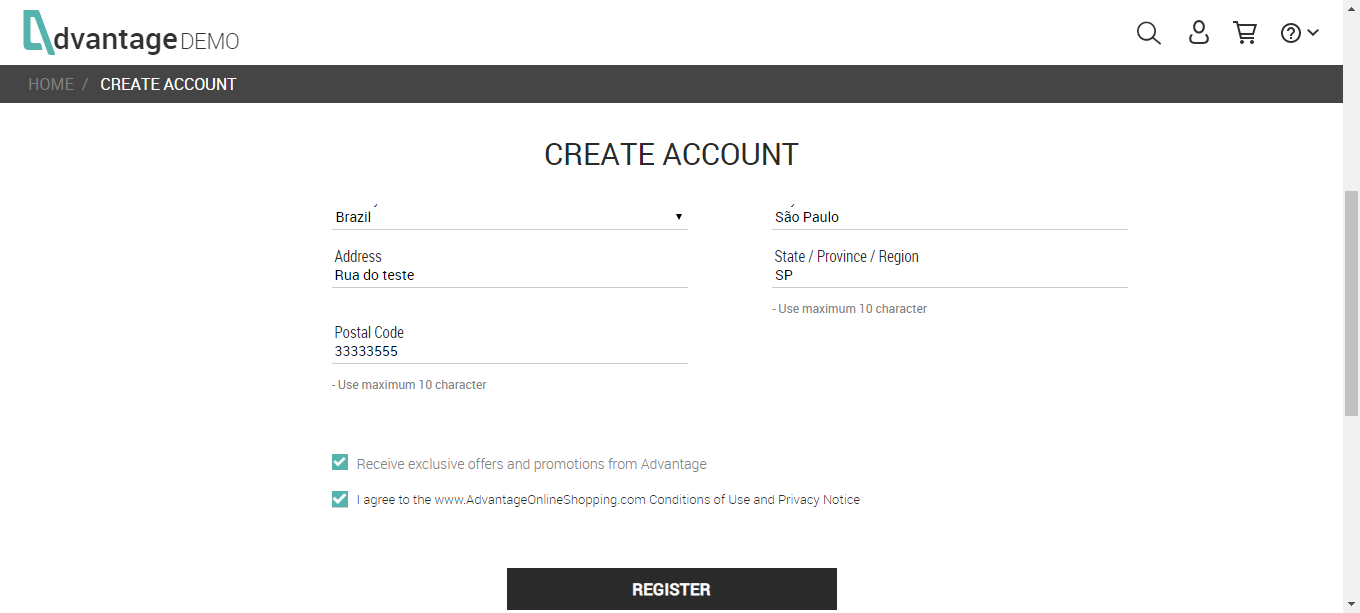 dvantage DEMO
HOME / CREATE ACCOUNT
CREATE ACCOUNT
Brazil
São Paulo
Address
Rua do teste
State / Province / Region
SP
- Use maximum 10 character
Postal Code
33333555
- Use maximum 10 character
Receive exclusive offers and promotions from Advantage
I agree to the www.AdvantageOnlineShopping.com Conditions of Use and Privacy Notice
REGISTER